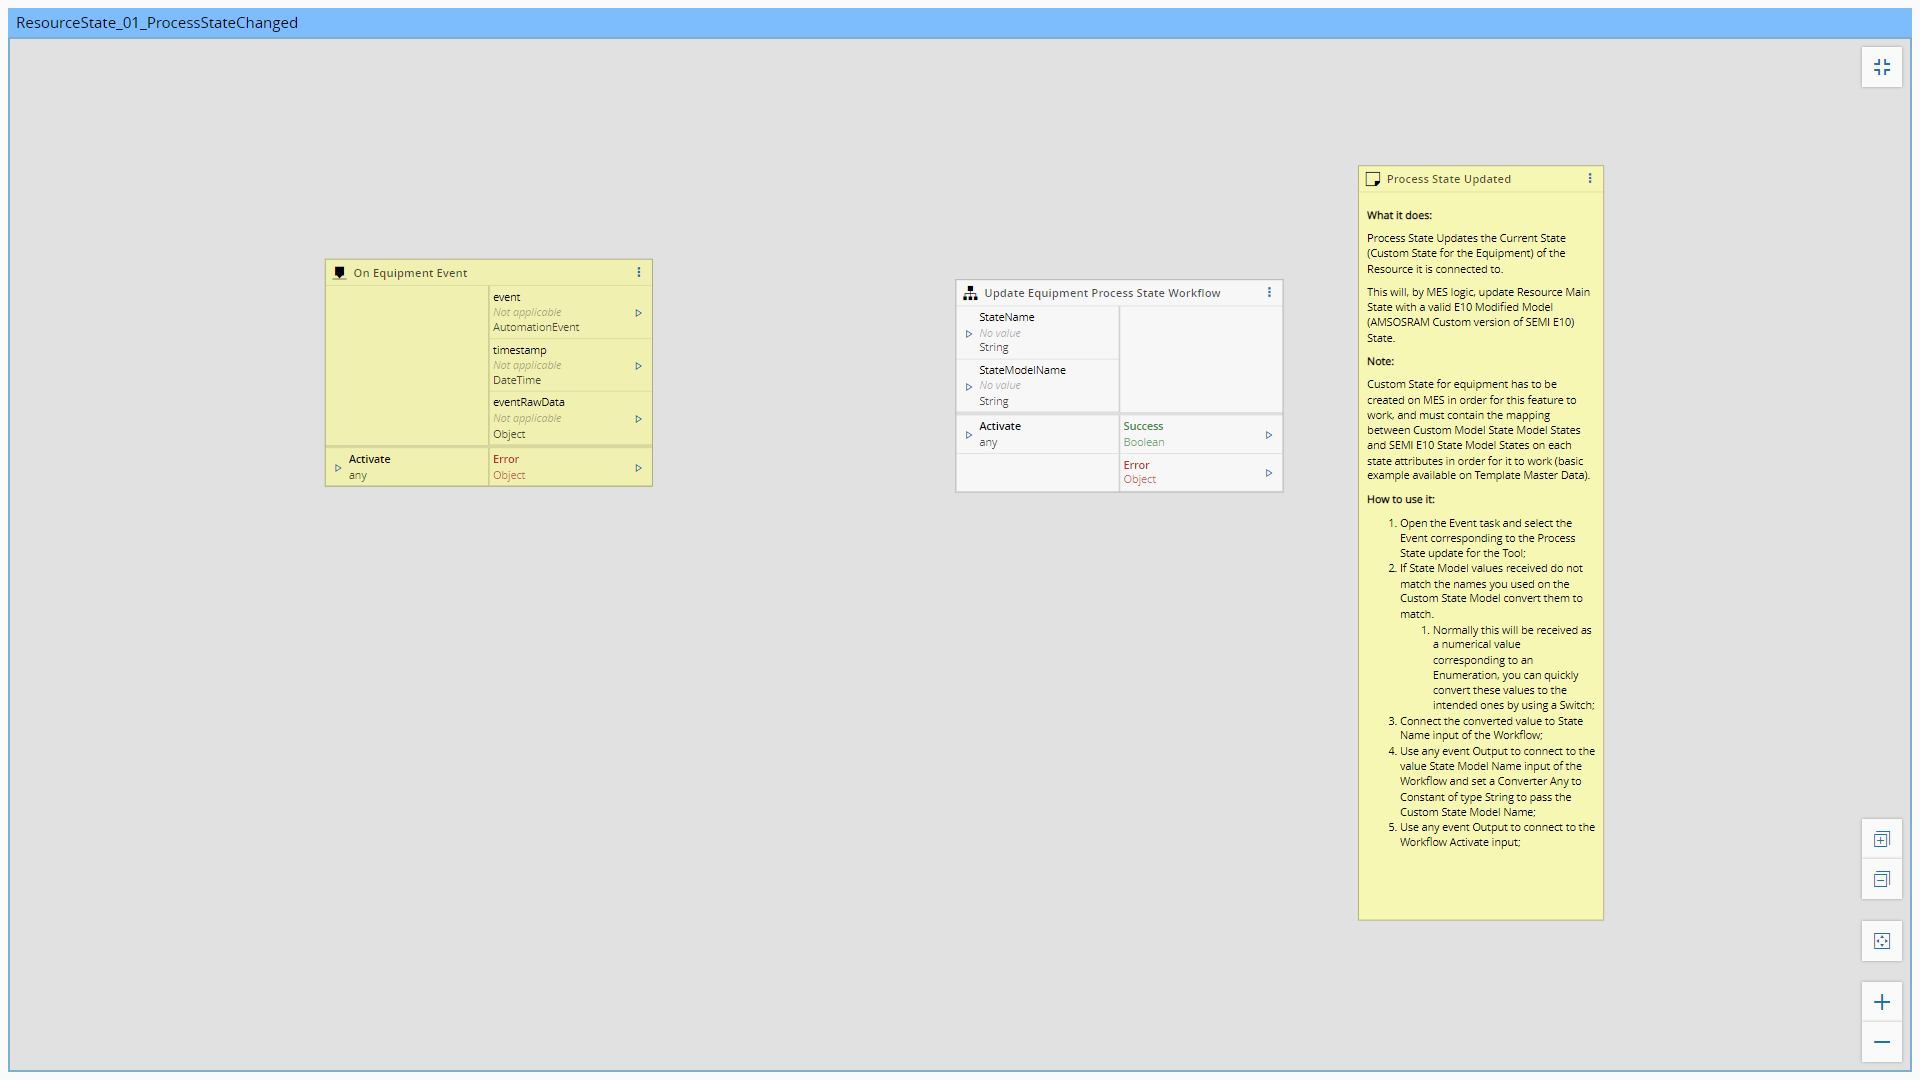 ResourceState_01_ProcessStateChanged
On Equipment Event
event
Not applicable
AutomationEvent
timestamp
Not applicable
DateTime
eventRawData
Not applicable
Object
Activate
any
Error
Object
Update Equipment Process State Workflow
StateName
No value
String
StateModelName
No value
String
Activate
any
Success
Boolean
Error
Object
Process State Updated
What it does:
Process State Updates the Current State
(Custom State for the Equipment) of the
Resource it is connected to.
This will, by MES logic, update Resource Main
State with a valid E10 Modified Model
(AMSOSRAM Custom version of SEMI E10)
State.
Note:
Custom State for equipment has to be
created on MES in order for this feature to
work, and must contain the mapping
between Custom Model State Model States
and SEMI E10 State Model States on each
state attributes in order for it to work (basic
example available on Template Master Data).
How to use it:
1. Open the Event task and select the
Event corresponding to the Process
State update for the Tool;
2. If State Model values received do not
match the names you used on the
Custom State Model convert them to
match.
1. Normally this will be received as
a numerical value
corresponding to an
Enumeration, you can quickly
convert these values to the
intended ones by using a Switch;
3. Connect the converted value to State
Name input of the Workflow;
4. Use any event Output to connect to the
value State Model Name input of the
Workflow and set a Converter Any to
Constant of type String to pass the
Custom State Model Name;
5. Use any event Output to connect to the
Workflow Activate input;